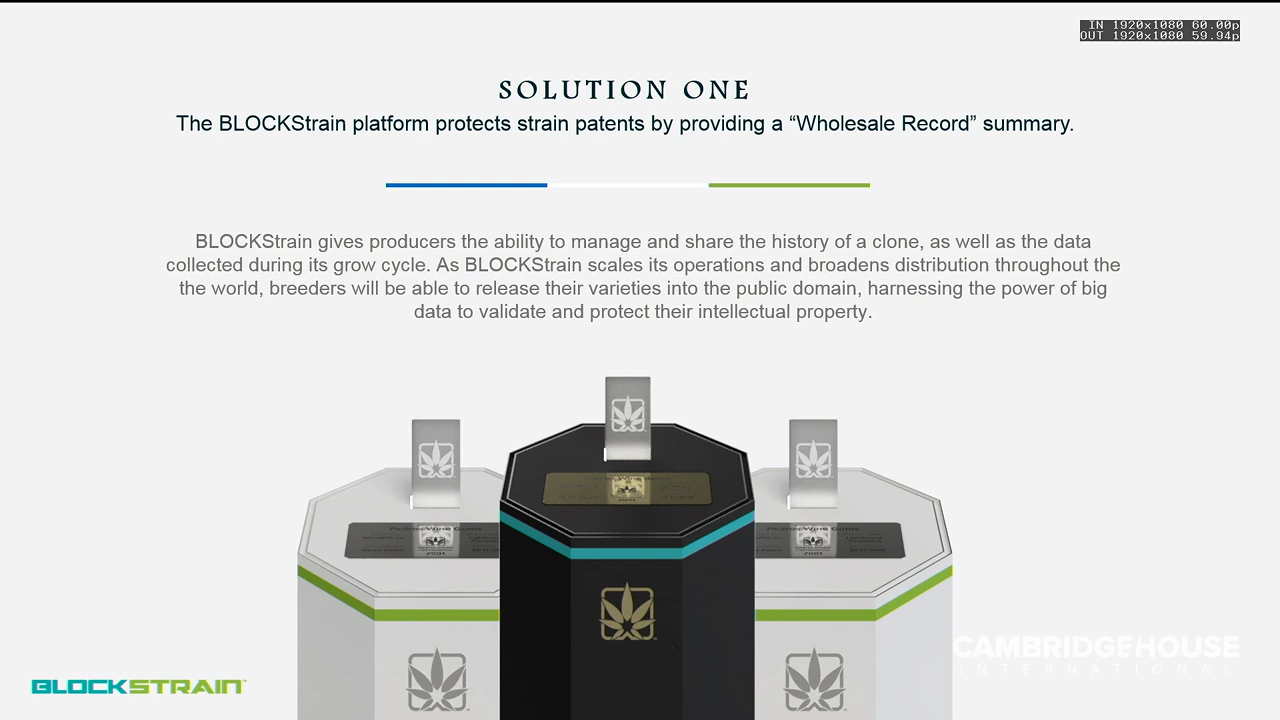 IN 1920x1080 60.00p
OUT 1920x1080 59.94p
SOLUTION ONE
The BLOCKStrain platform protects strain patents by providing a “Wholesale Record” summary.
BLOCKStrain gives producers the ability to manage and share the history of a clone, as well as the data
collected during its grow cycle. As BLOCKStrain scales its operations and broadens distribution throughout the
the world, breeders will be able to release their varieties into the public domain, harnessing the power of big
data to validate and protect their intellectual property.
CAMBRIDGEHOUSE
INTERNATIONAL
BLOCKSTRAIN™